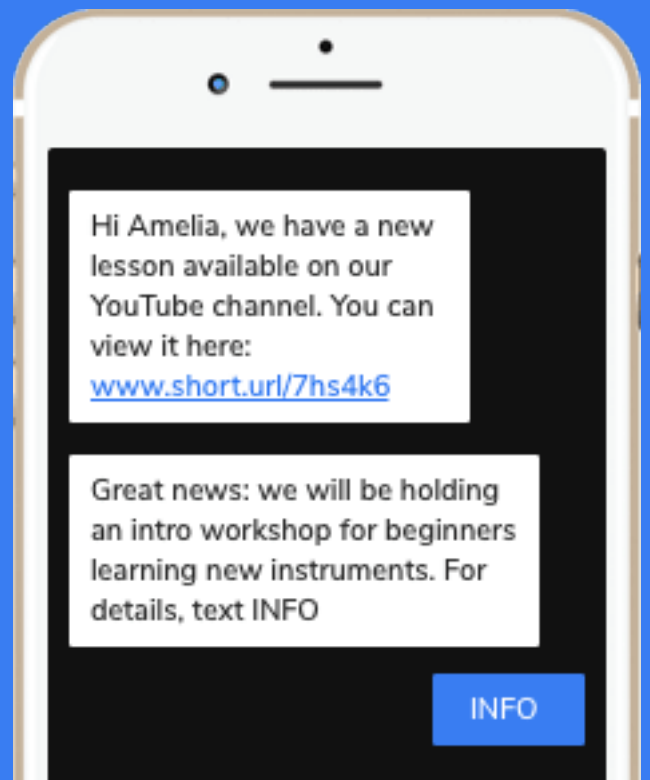 Hi Amelia, we have a new
lesson available on our
YouTube channel. You can
view it here:
www.short.url/7hs4k6
Great news: we will be holding
an intro workshop for beginners
learning new instruments. For
details, text INFO
INFO